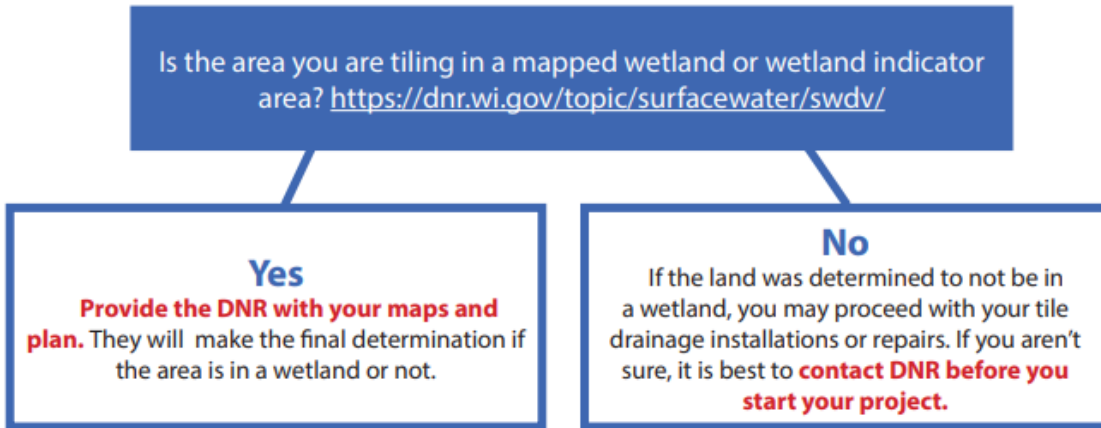 Is the area you are tiling in a mapped wetland or wetland indicator
area? https://dnr.wi.gov/topic/surfacewater/swdv/
Yes
Provide the DNR with your maps and
plan. They will make the final determination if
the area is in a wetland or not.
No
If the land was determined to not be in
a wetland, you may proceed with your tile
drainage installations or repairs. If you aren't
sure, it is best to contact DNR before you
start your project.